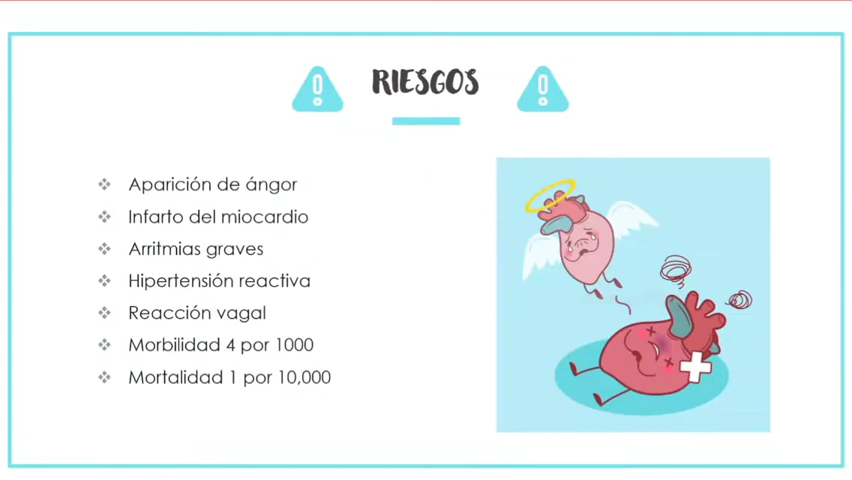 RIESGOS
Aparición de ángor
Infarto del miocardio
Arritmias graves
Hipertensión reactiva
Reacción vagal
Morbilidad 4 por 1000
Mortalidad 1 por 10,000